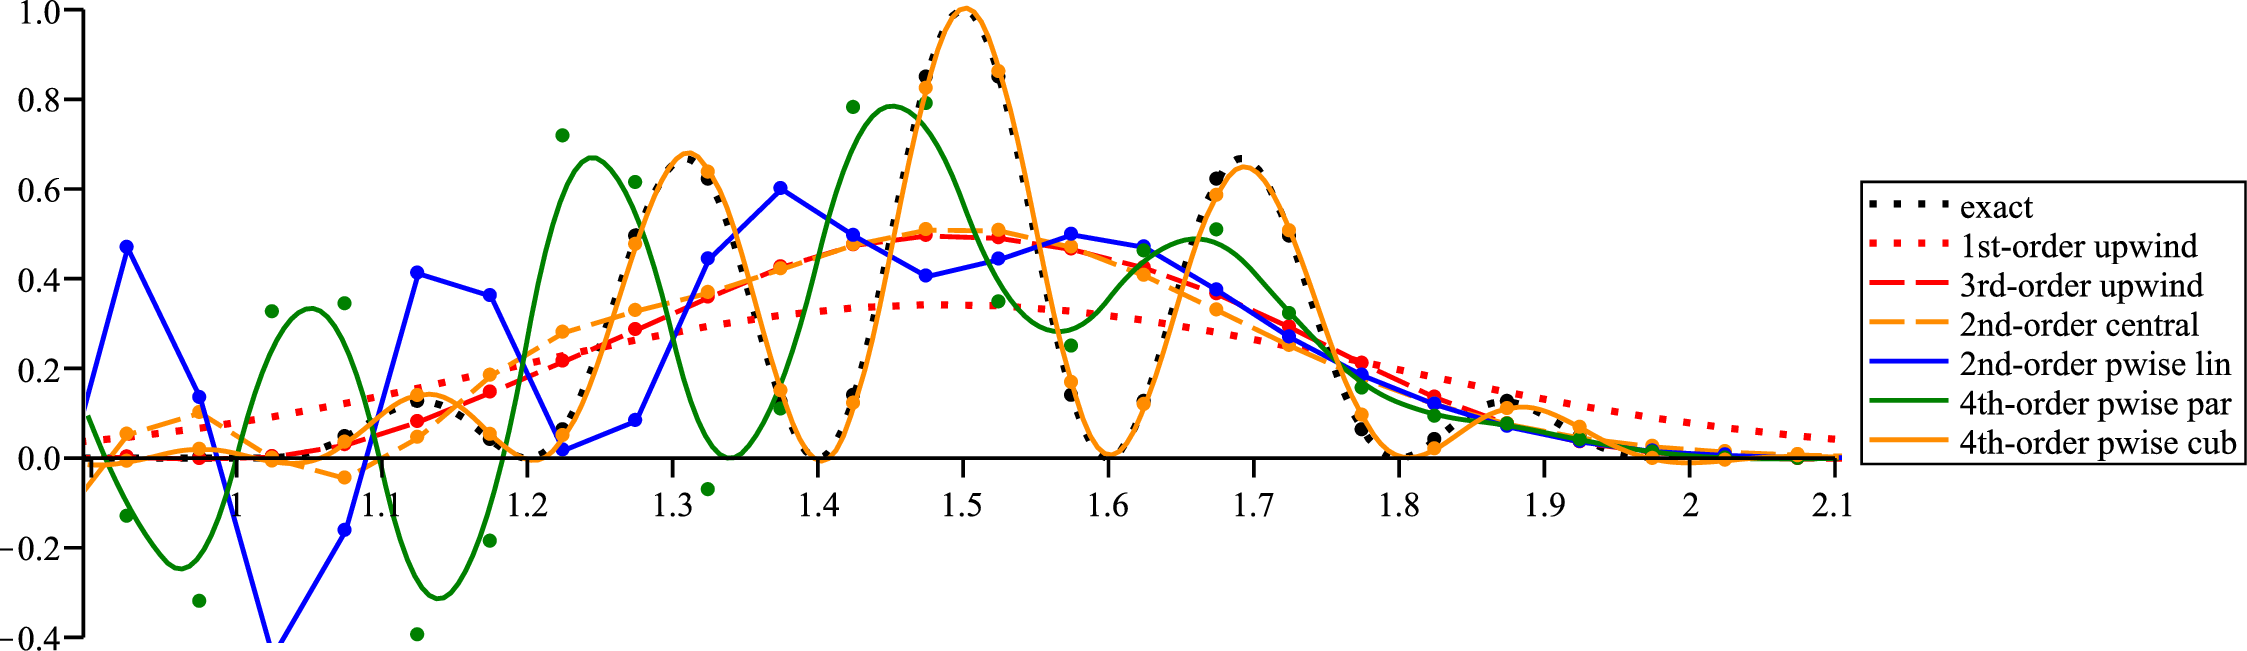 1.0
0.8
0.6
0.4
0.2
0.0
−0.2
−0.4
1 1.1 1.2 1.3 1.4 1.5 1.6 1.7 1.8 1.9 2 2.1
exact
1st-order upwind
3rd-order upwind
2nd-order central
2nd-order pwise lin
4th-order pwise par
4th-order pwise cub